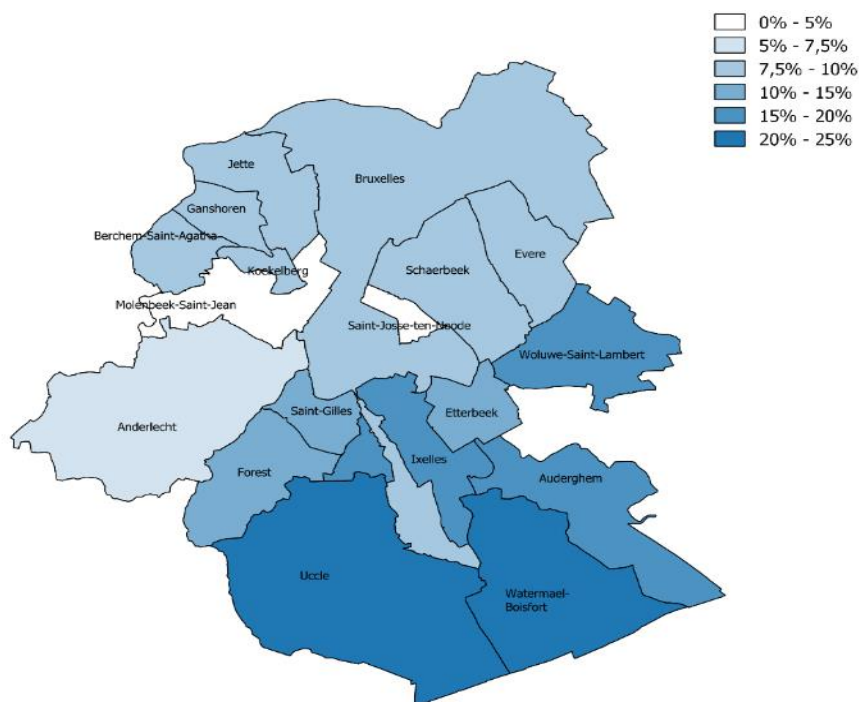 0% - 5%
5% - 7,5%
7,5% - 10%
10% - 15%
15% - 20%
20% - 25%
Jette
Bruxelles
Ganshoren
Berchem-Saint-Agatha
Evere
Koekelberg
Schaerbeek
Molenbeek-Saint-Jean
Saint-Josse-ten-Noode
Woluwe-Saint-Lambert
Saint-Gilles
Etterbeek
Anderlecht
Ixelles
Forest
Auderghem
Uccle
Watermael-
Boisfort